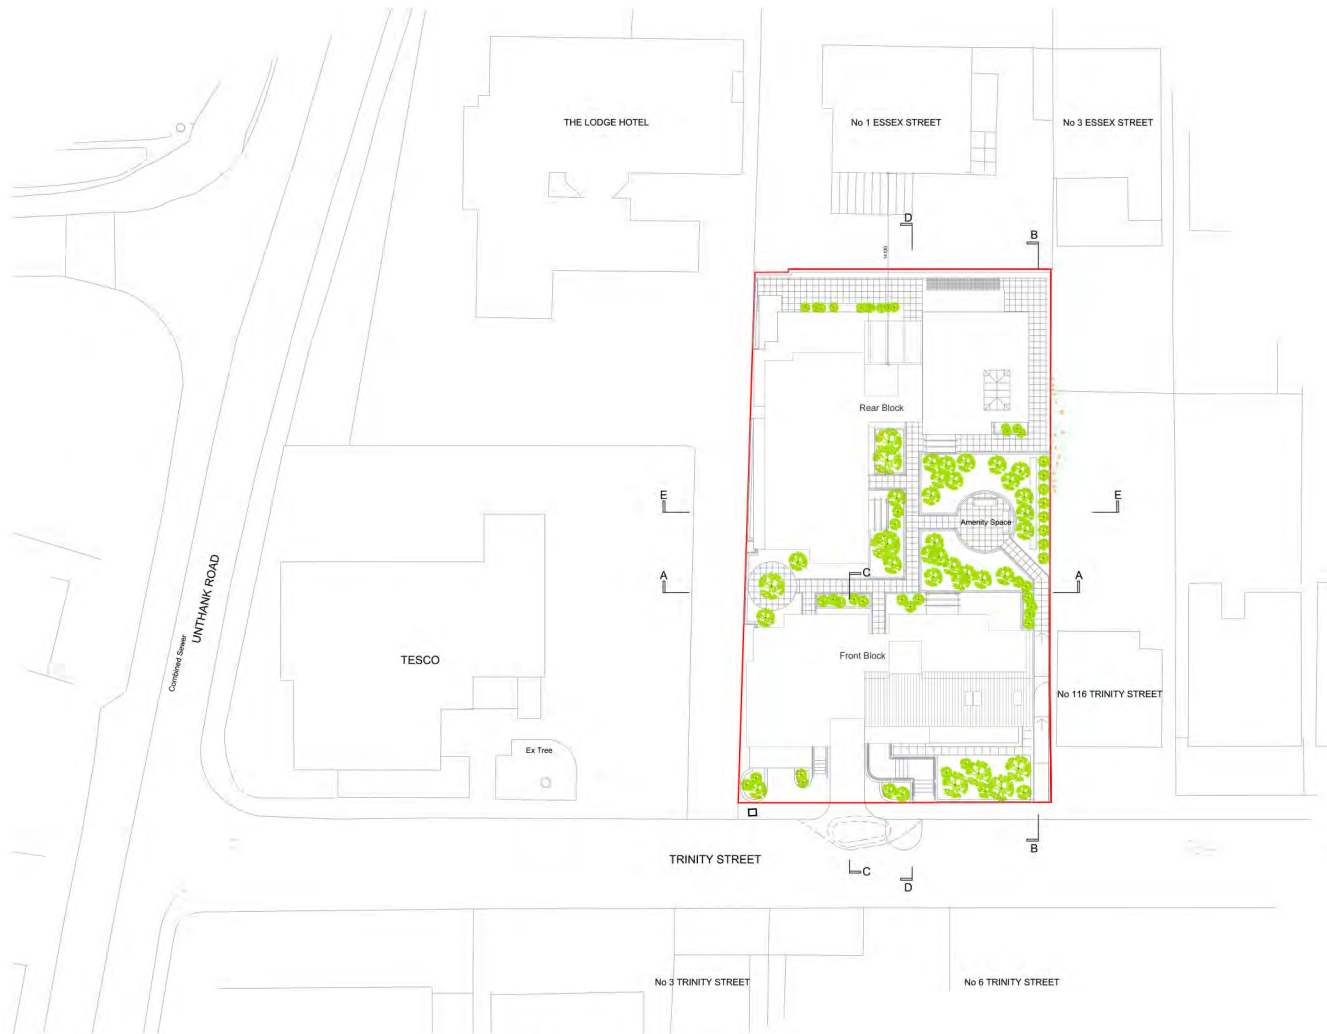 THE LODGE HOTEL
No 1 ESSEX STREET
No 3 ESSEX STREET
D
B
14190
Rear Block
E
E
Amenity Space
UNTHANK ROAD
Combined Sewer
A
C
A
TESCO
Front Block
No 116 TRINITY STREET
Ex Tree
TRINITY STREET
B
C
D
No 3 TRINITY STREET
No 6 TRINITY STREET